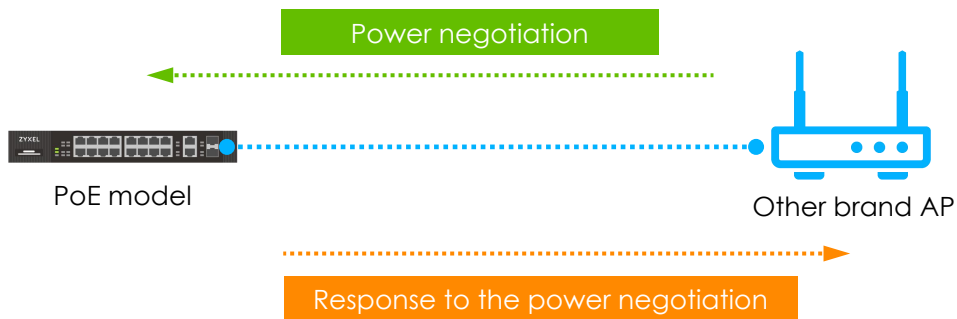 Power negotiation
ZYXEL
PoE model
Other brand AP
Response to the power negotiation